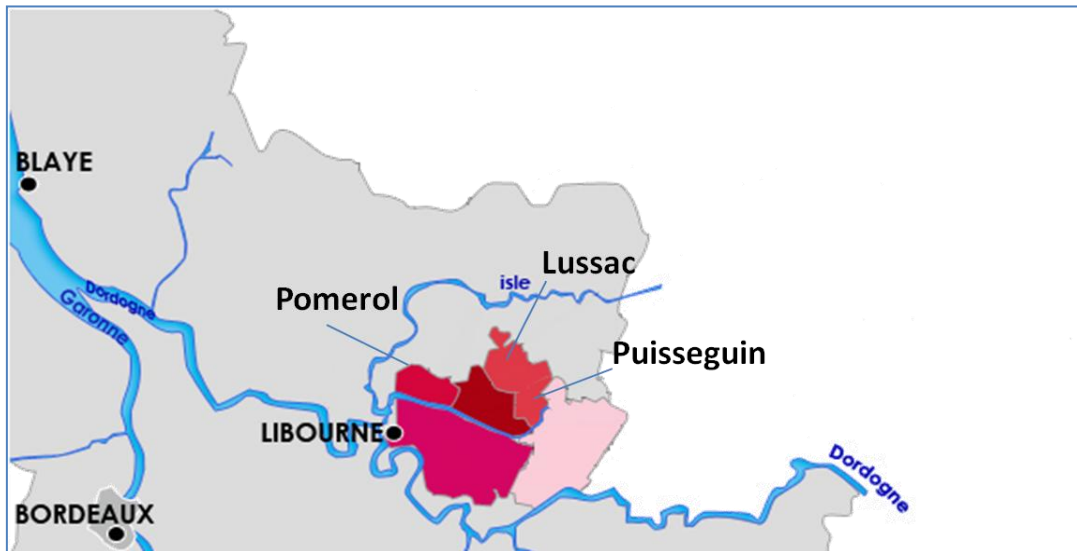 BLAYE
Lussac
isle
Dordogne
Pomerol
Garonne
Puisseguin
LIBOURNE
Dordogne
BORDEAUX